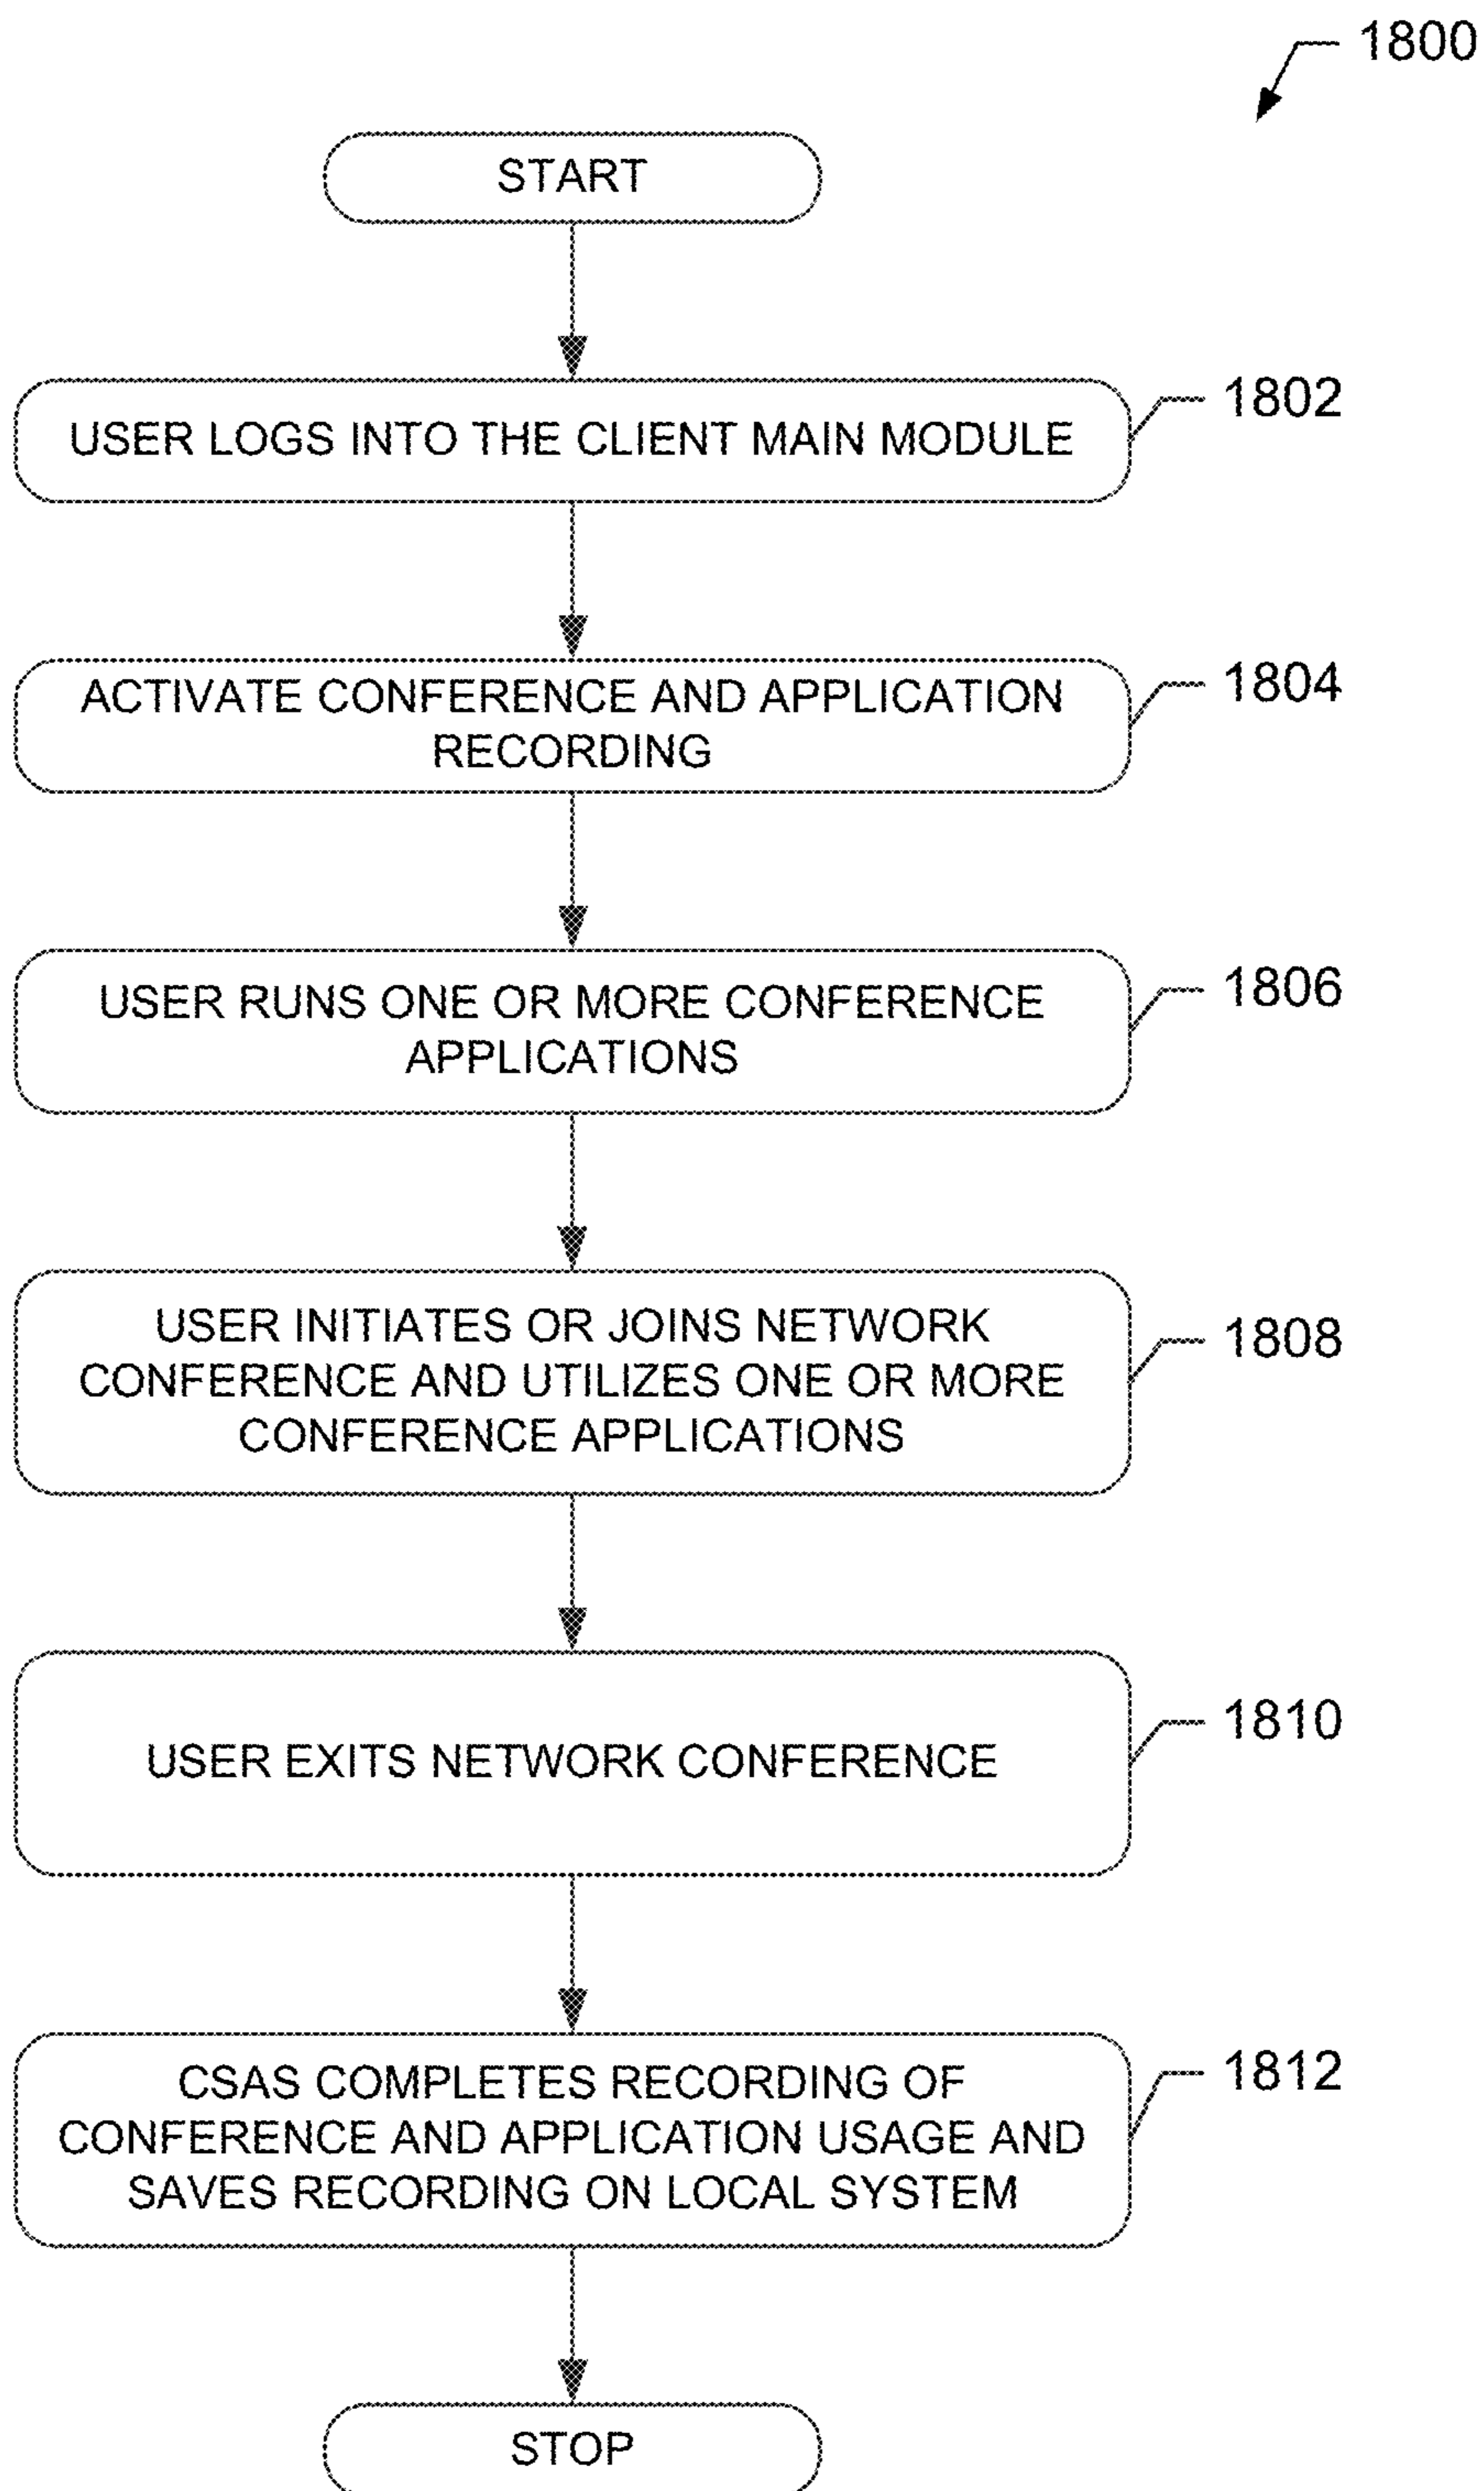 1800
START
USER LOGS INTO THE CLIENT MAIN MODULE
1802
ACTIVATE CONFERENCE AND APPLICATION
RECORDING
1804
USER RUNS ONE OR MORE CONFERENCE
APPLICATIONS
1806
USER INITIATES OR JOINS NETWORK
CONFERENCE AND UTILIZES ONE OR MORE
CONFERENCE APPLICATIONS
1808
USER EXITS NETWORK CONFERENCE
1810
CSAS COMPLETES RECORDING OF
CONFERENCE AND APPLICATION USAGE AND
SAVES RECORDING ON LOCAL SYSTEM
1812
STOP